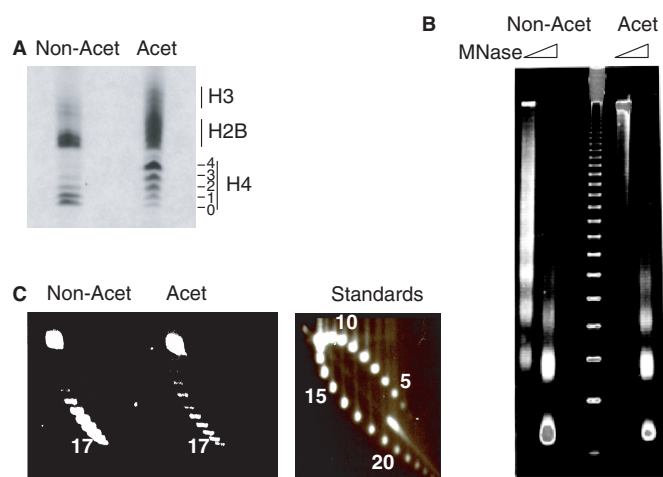 A Non-Acet Acet
H3
H2B
4
3
2
1
0
H4
B Non-Acet Acet
MNase
C Non-Acet Acet Standards
17 17
10
15 5
20